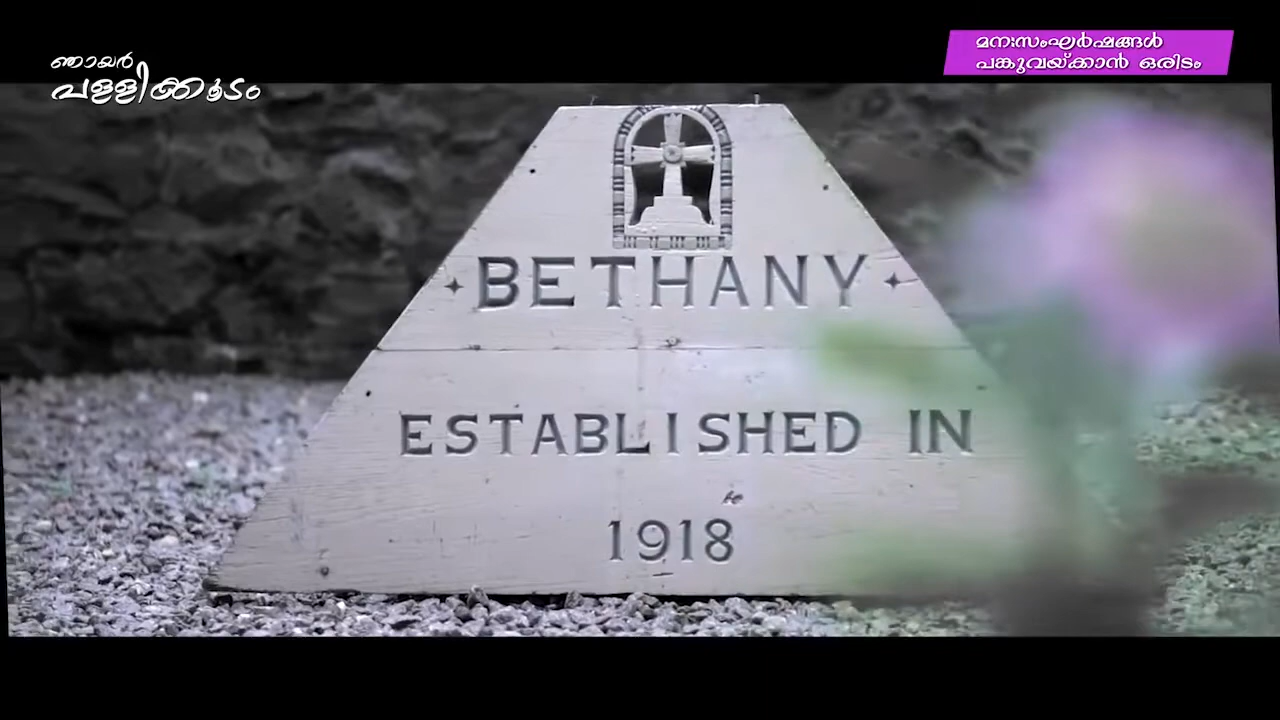 ഞായർ
പള്ളിക്കൂടം
മനഃസംഘർഷങ്ങൾ
പങ്കുവയ്ക്കാൻ ഒരിടം
BETHANY
ESTABLISHED IN
1918